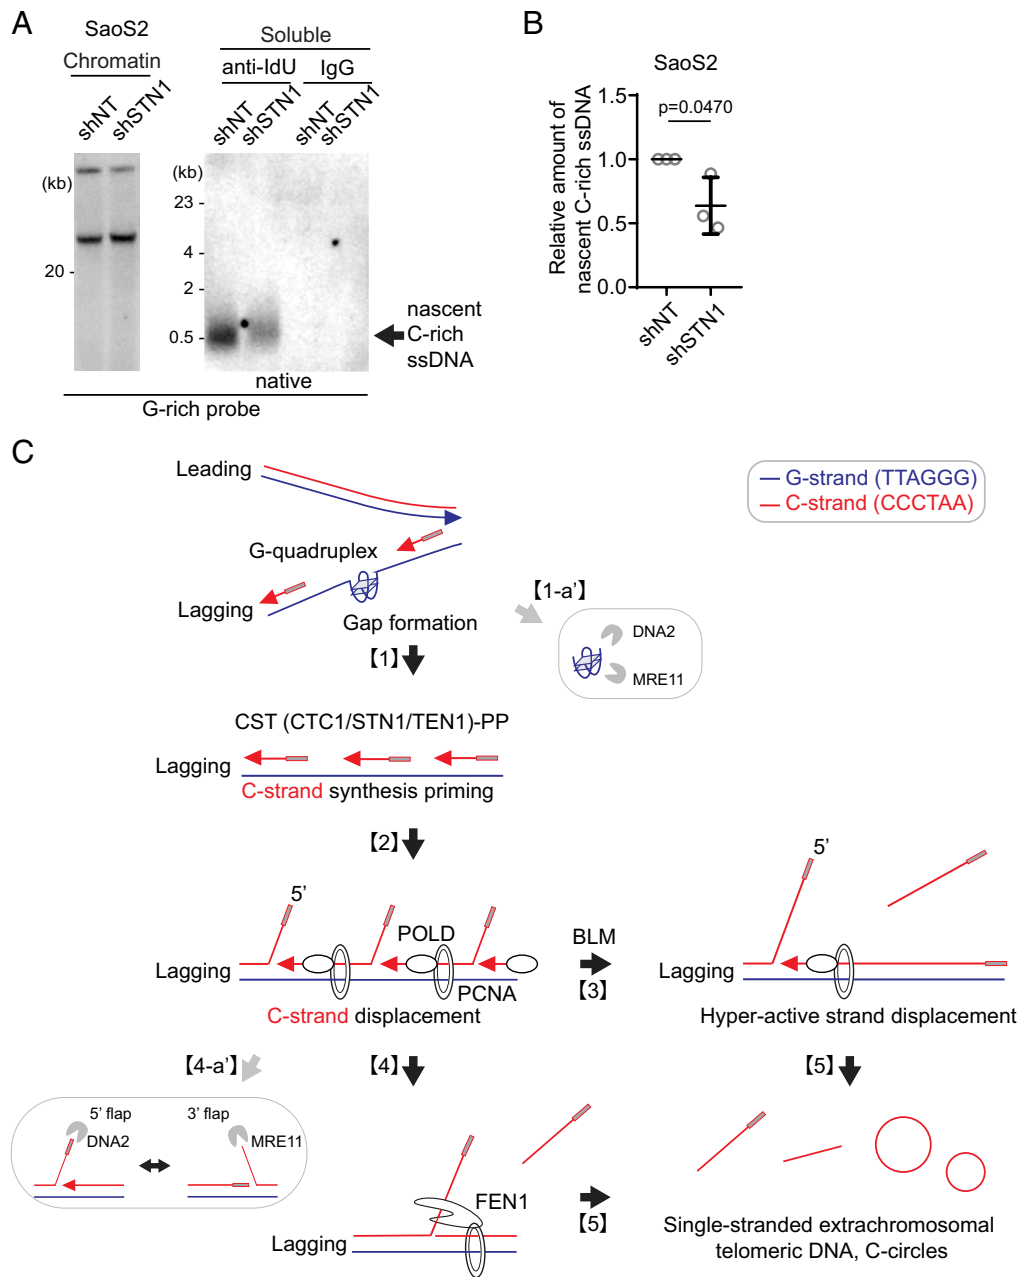 A
SaoS2
Chromatin
shNT
shSTN1
Soluble
anti-IdU
IgG
shNT
shSTN1
shNT
shSTN1
(kb)
20 -
(kb)
23 -
4 -
2 -
0.5 -
nascent
C-rich
ssDNA
native
G-rich probe
B
SaoS2
Relative amount of
nascent C-rich ssDNA
1.5
1.0
0.5
0.0
p=0.0470
shNT
shSTN1
C
Leading
G-strand (TTAGGG)
C-strand (CCCTAA)
G-quadruplex
Lagging
Gap formation
【1-a’】
DNA2
MRE11
【1】
CST (CTC1/STN1/TEN1)-PP
Lagging
C-strand synthesis priming
【2】
5’
POLD
Lagging
PCNA
C-strand displacement
BLM
【3】
5’
Lagging
Hyper-active strand displacement
【4-a’】
【4】
【5】
5’ flap
DNA2
3’ flap
MRE11
FEN1
Lagging
【5】
Single-stranded extrachromosomal
telomeric DNA, C-circles